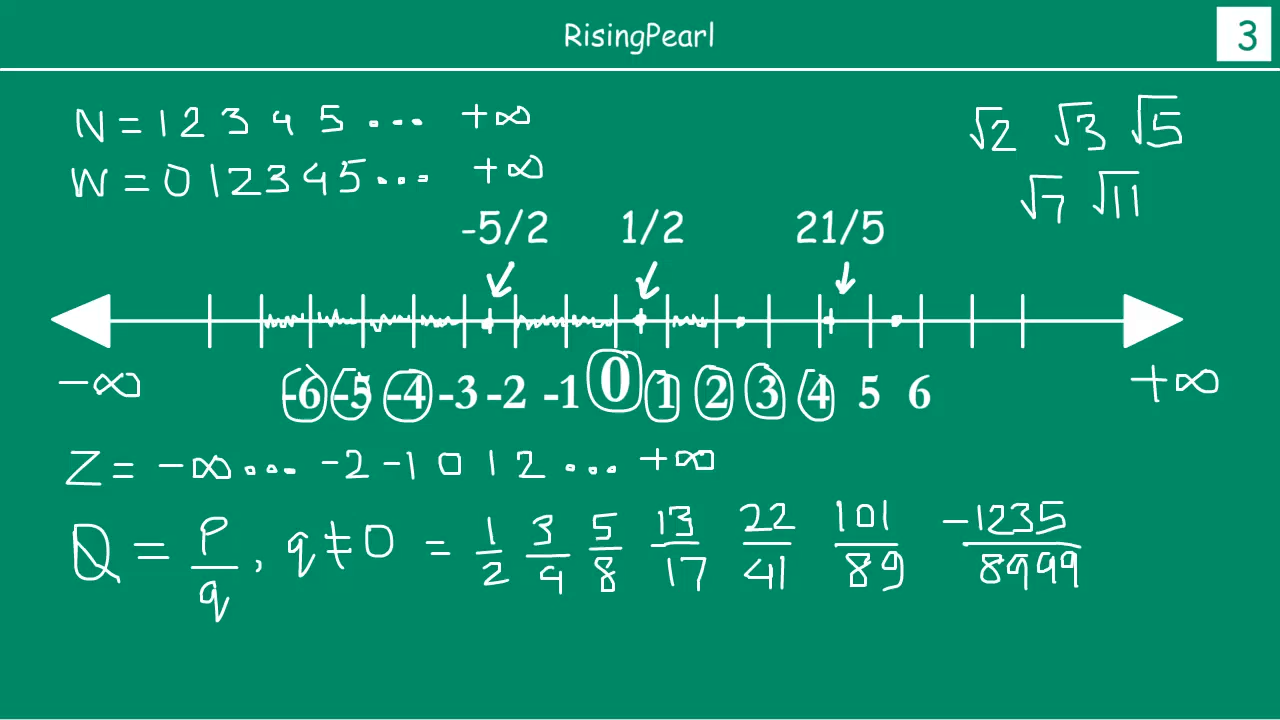 RisingPearl
3
N = 1 2 3 4 5 ... +∞
√2 √3 √5
W = 0 1 2 3 4 5 ... +∞
√7 √11
-5/2 1/2 21/5
-∞ +∞
-6 -5 -4 -3 -2 -1 0 1 2 3 4 5 6
Z = -∞ ... -2 -1 0 1 2 ... +∞
Q = p/q, q ≠ 0 = 1/2 3/4 5/8 13/17 22/41 101/89 -1235/8999